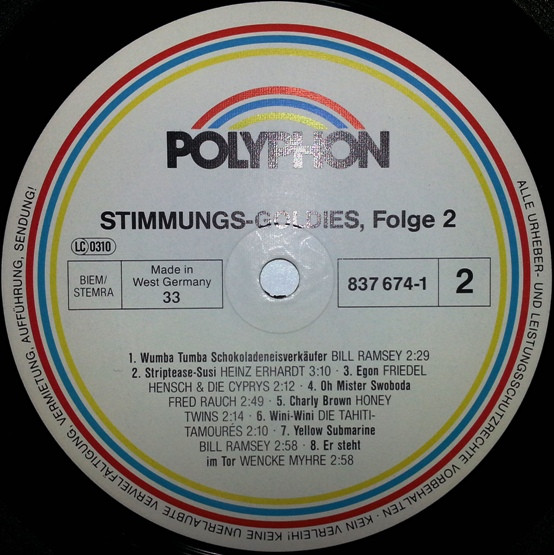 POLYPHON
STIMMUNGS-GOLDIES, Folge 2
LC 0310
BIEM/
STEMRA
Made in
West Germany
33
837 674-1
2
1. Wumba Tumba Schokoladeneisverkäufer BILL RAMSEY 2:29
2. Striptease-Susi HEINZ ERHARDT 3:10 · 3. Egon FRIEDEL
HENSCH & DIE CYPRYS 2:12 · 4. Oh Mister Swoboda
FRED RAUCH 2:49 · 5. Charly Brown HONEY
TWINS 2:14 · 6. Wini-Wini DIE TAHITI-
TAMOURÉS 2:10 · 7. Yellow Submarine
BILL RAMSEY 2:58 · 8. Er steht
im Tor WENCKE MYHRE 2:58
ALLE URHEBER- UND LEISTUNGSSCHUTZRECHTE VORBEHALTEN · KEIN VERLEIH! KEINE UNERLAUBTE VERVIELFÄLTIGUNG, VERMIETUNG, AUFFÜHRUNG, SENDUNG!